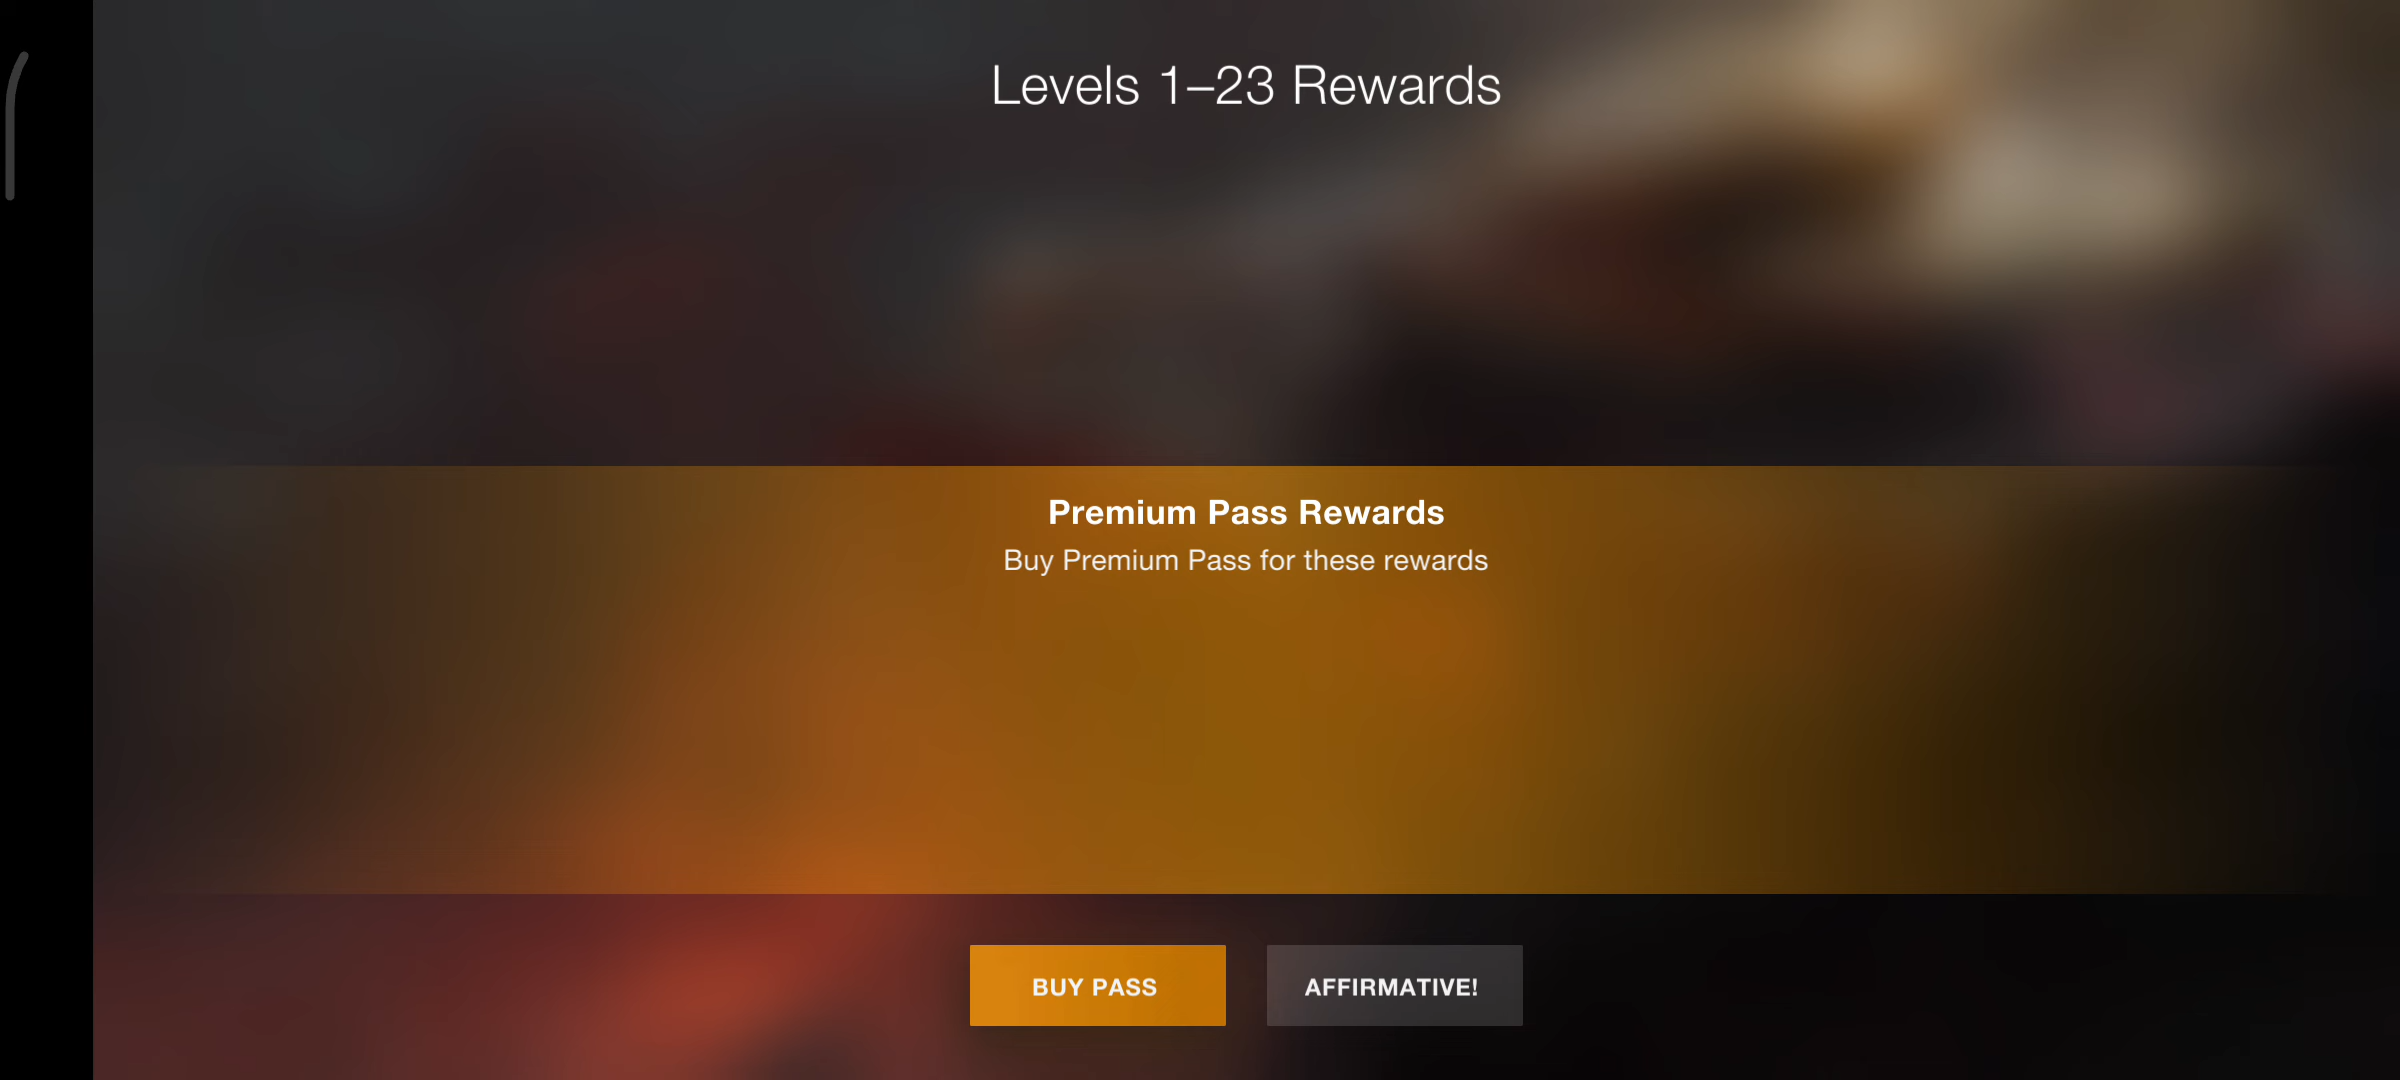 Levels 1–23 Rewards
Premium Pass Rewards
Buy Premium Pass for these rewards
BUY PASS
AFFIRMATIVE!